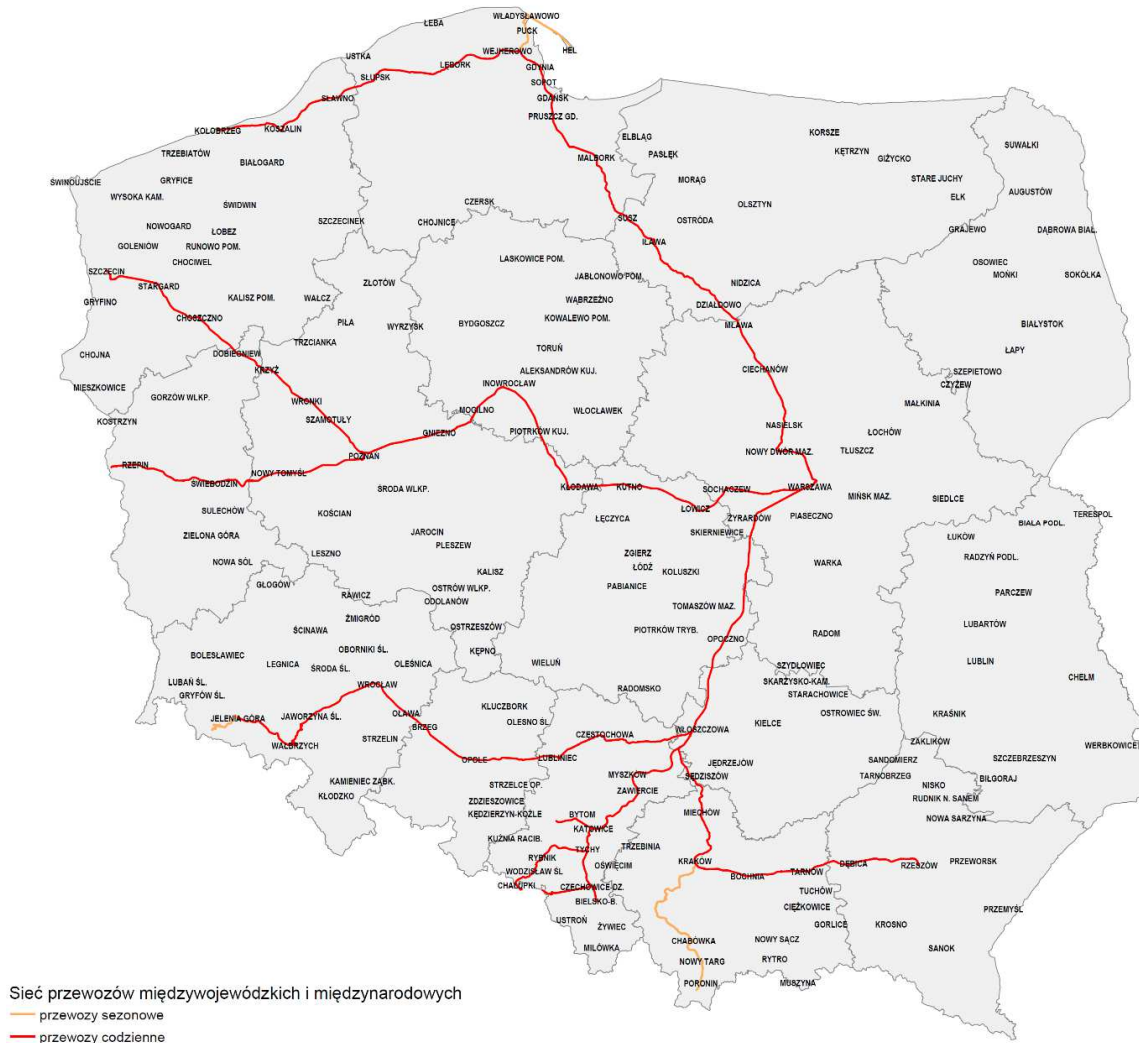 WŁADYSŁAWOWO
ŁEBA
PUCK
HEL
WEJHEROWO
USTKA
LĘBORK
GDYNIA
SŁUPSK
SOPOT
SŁAWNO
GDAŃSK
PRUSZCZ GD.
KOSZALIN
KOŁOBRZEG
ELBLĄG
KORSZE
SUWAŁKI
TRZEBIATÓW
BIAŁOGARD
MALBORK
PASŁĘK
KĘTRZYN
GIŻYCKO
ŚWINOUJŚCIE
GRYFICE
MORĄG
STARE JUCHY
AUGUSTÓW
WYSOKA KAM.
ŚWIDWIN
CZERSK
OLSZTYN
EŁK
NOWOGARD
ŁOBEZ
SZCZECINEK
CHOJNICE
SUSZ
OSTRÓDA
GRAJEWO
DĄBROWA BIAŁ.
GOLENIÓW
RUNOWO POM.
IŁAWA
CHOCIWEL
LASKOWICE POM.
OSOWIEC
SZCZECIN
STARGARD
ZŁOTÓW
JABŁONOWO POM.
NIDZICA
MOŃKI
SOKÓŁKA
GRYFINO
KALISZ POM.
WAŁCZ
WĄBRZEŹNO
DZIAŁDOWO
CHOSZCZNO
PIŁA
WYRZYSK
BYDGOSZCZ
KOWALEWO POM.
MŁAWA
BIAŁYSTOK
TRZCIANKA
CHOJNA
DOBIEGNIEW
TORUŃ
ŁAPY
KRZYŻ
ALEKSANDRÓW KUJ.
CIECHANÓW
SZEPIETOWO
MIESZKOWICE
INOWROCŁAW
CZYŻEW
GORZÓW WLKP.
WRONKI
MAŁKINIA
KOSTRZYN
SZAMOTUŁY
MOGILNO
WŁOCŁAWEK
NASIELSK
GNIEZNO
PIOTRKÓW KUJ.
ŁOCHÓW
POZNAŃ
NOWY DWÓR MAZ.
TŁUSZCZ
RZEPIN
NOWY TOMYŚL
ŚWIEBODZIN
ŚRODA WLKP.
KŁODAWA
KUTNO
SOCHACZEW
WARSZAWA
MIŃSK MAZ.
SIEDLCE
SULECHÓW
KOŚCIAN
ŁĘCZYCA
ŁOWICZ
ŻYRARDÓW
PIASECZNO
TERESPOL
BIAŁA PODL.
ZIELONA GÓRA
JAROCIN
SKIERNIEWICE
ŁUKÓW
PLESZEW
LESZNO
ZGIERZ
RADZYŃ PODL.
NOWA SÓL
ŁÓDŹ
KOLUSZKI
WARKA
KALISZ
GŁOGÓW
OSTRÓW WLKP.
PABIANICE
PARCZEW
RAWICZ
ODOLANÓW
TOMASZÓW MAZ.
ŻMIGRÓD
OSTRZESZÓW
PIOTRKÓW TRYB.
RADOM
LUBARTÓW
ŚCINAWA
OPOCZNO
BOLESŁAWIEC
OBORNIKI ŚL.
KĘPNO
LEGNICA
ŚRODA ŚL.
OLEŚNICA
WIELUŃ
SZYDŁOWIEC
LUBLIN
LUBAŃ ŚL.
WROCŁAW
RADOMSKO
SKARŻYSKO-KAM.
CHEŁM
GRYFÓW ŚL.
STARACHOWICE
KLUCZBORK
JELENIA GÓRA
JAWORZYNA ŚL.
OŁAWA
OLESNO ŚL.
KIELCE
OSTROWIEC ŚW.
KRAŚNIK
BRZEG
WŁOSZCZOWA
STRZELIN
CZĘSTOCHOWA
WAŁBRZYCH
ZAKLIKÓW
WERBKOWICE
OPOLE
LUBLINIEC
JĘDRZEJÓW
SANDOMIERZ
SZCZEBRZESZYN
KAMIENIEC ZĄBK.
MYSZKÓW
SĘDZISZÓW
TARNOBRZEG
BIŁGORAJ
STRZELCE OP.
ZAWIERCIE
NISKO
KŁODZKO
ZDZIESZOWICE
RUDNIK N. SANEM
KĘDZIERZYN-KOŹLE
BYTOM
MIECHÓW
NOWA SARZYNA
KATOWICE
KUŹNIA RACIB.
TRZEBINIA
TYCHY
RYBNIK
OŚWIĘCIM
KRAKÓW
DĘBICA
RZESZÓW
PRZEWORSK
WODZISŁAW ŚL
TARNÓW
BOCHNIA
CHAŁUPKI
CZECHOWICE-DZ.
TUCHÓW
BIELSKO-B.
CIĘŻKOWICE
PRZEMYŚL
USTROŃ
ŻYWIEC
GORLICE
KROSNO
CHABÓWKA
NOWY SĄCZ
MILÓWKA
SANOK
NOWY TARG
RYTRO
PORONIN
MUSZYNA
Sieć przewozów międzywojewódzkich i międzynarodowych
przewozy sezonowe
przewozy codzienne